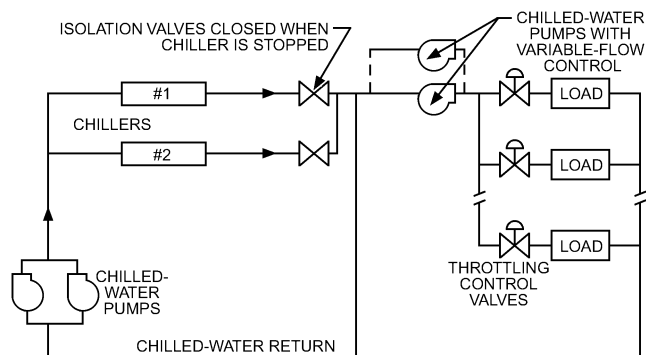 ISOLATION VALVES CLOSED WHEN
CHILLER IS STOPPED
CHILLED-WATER
PUMPS WITH
VARIABLE-FLOW
CONTROL
#1
LOAD
CHILLERS
#2
LOAD
LOAD
CHILLED-
WATER
PUMPS
THROTTLING
CONTROL
VALVES
CHILLED-WATER RETURN